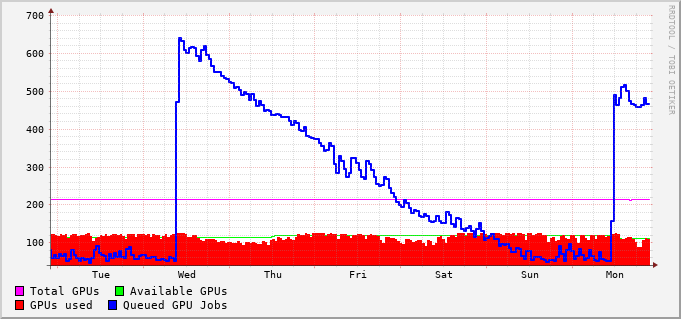 700
600
500
400
300
200
100
Tue Wed Thu Fri Sat Sun Mon
Total GPUs Available GPUs
GPUs used Queued GPU Jobs
RRDTOOL / TOBI OETIKER